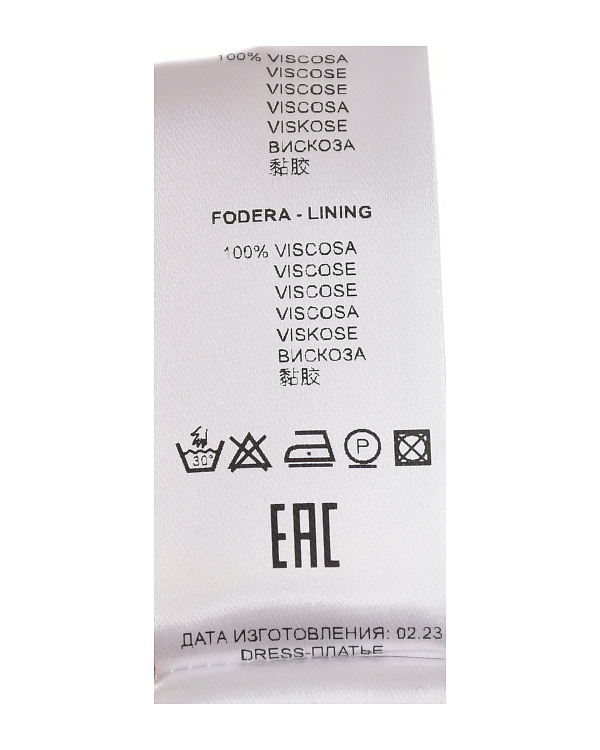 100% VISCOSA
VISCOSE
VISCOSE
VISCOSA
VISKOSE
ВИСКОЗА
黏胶
FODERA - LINING
100% VISCOSA
VISCOSE
VISCOSE
VISCOSA
VISKOSE
ВИСКОЗА
黏胶
30°
P
EAC
ДАТА ИЗГОТОВЛЕНИЯ: 02.23
DRESS-ПЛАТЬЕ